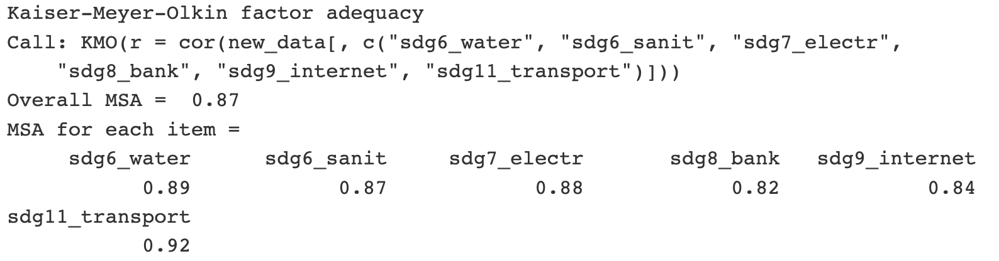 Kaiser-Meyer-Olkin factor adequacy
Call: KMO(r = cor(new_data[, c("sdg6_water", "sdg6_sanit", "sdg7_electr",
    "sdg8_bank", "sdg9_internet", "sdg11_transport")]))
Overall MSA =  0.87
MSA for each item =
     sdg6_water      sdg6_sanit     sdg7_electr       sdg8_bank   sdg9_internet
           0.89            0.87            0.88            0.82            0.84
sdg11_transport
           0.92